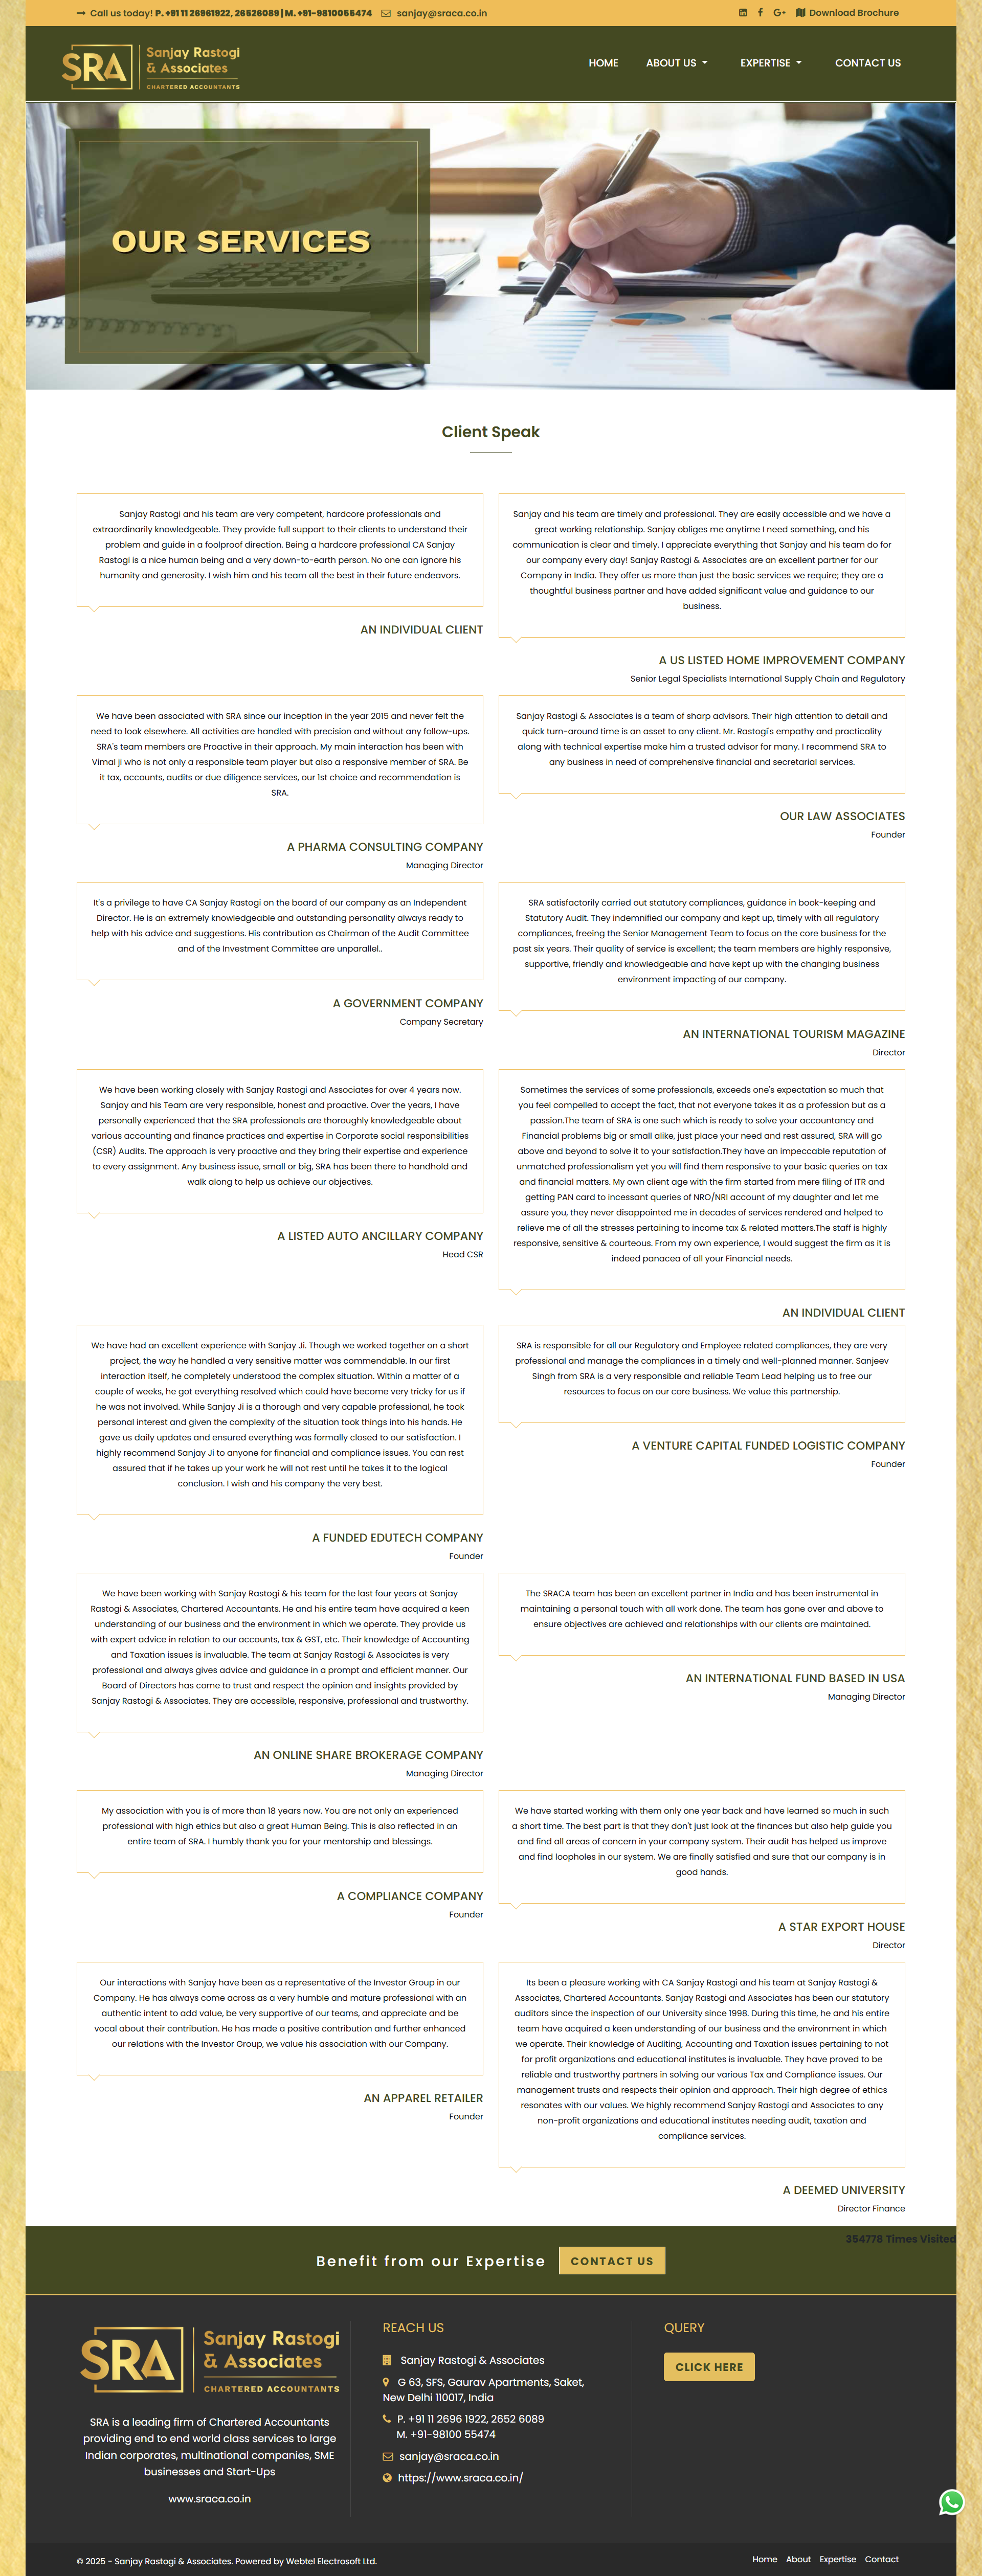 Call us today! P. +91 11 26961922, 26526089 | M. +91-9810055474 sanjay@sraca.co.in
Download Brochure
SRA Sanjay Rastogi
& Associates
CHARTERED ACCOUNTANTS
HOME ABOUT US EXPERTISE CONTACT US
OUR SERVICES
Client Speak
Sanjay Rastogi and his team are very competent, hardcore professionals and
extraordinarily knowledgeable. They provide full support to their clients to understand their
problem and guide in a foolproof direction. Being a hardcore professional CA Sanjay
Rastogi is a nice human being and a very down-to-earth person. No one can ignore his
humanity and generosity. I wish him and his team all the best in their future endeavors.
AN INDIVIDUAL CLIENT
Sanjay and his team are timely and professional. They are easily accessible and we have a
great working relationship. Sanjay obliges me anytime I need something, and his
communication is clear and timely. I appreciate everything that Sanjay and his team do for
our company every day! Sanjay Rastogi & Associates are an excellent partner for our
Company in India. They offer us more than just the basic services we require; they are a
thoughtful business partner and have added significant value and guidance to our
business.
A US LISTED HOME IMPROVEMENT COMPANY
Senior Legal Specialists International Supply Chain and Regulatory
We have been associated with SRA since our inception in the year 2015 and never felt the
need to look elsewhere. All activities are handled with precision and without any follow-ups.
SRA's team members are Proactive in their approach. My main interaction has been with
Vimal ji who is not only a responsible team player but also a responsive member of SRA. Be
it tax, accounts, audits or due diligence services, our 1st choice and recommendation is
SRA.
A PHARMA CONSULTING COMPANY
Managing Director
Sanjay Rastogi & Associates is a team of sharp advisors. Their high attention to detail and
quick turn-around time is an asset to any client. Mr. Rastogi's empathy and practicality
along with technical expertise make him a trusted advisor for many. I recommend SRA to
any business in need of comprehensive financial and secretarial services.
OUR LAW ASSOCIATES
Founder
It's a privilege to have CA Sanjay Rastogi on the board of our company as an Independent
Director. He is an extremely knowledgeable and outstanding personality always ready to
help with his advice and suggestions. His contribution as Chairman of the Audit Committee
and of the Investment Committee are unparallel..
A GOVERNMENT COMPANY
Company Secretary
SRA satisfactorily carried out statutory compliances, guidance in book-keeping and
Statutory Audit. They indemnified our company and kept up, timely with all regulatory
compliances, freeing the Senior Management Team to focus on the core business for the
past six years. Their quality of service is excellent; the team members are highly responsive,
supportive, friendly and knowledgeable and have kept up with the changing business
environment impacting of our company.
AN INTERNATIONAL TOURISM MAGAZINE
Director
We have been working closely with Sanjay Rastogi and Associates for over 4 years now.
Sanjay and his Team are very responsible, honest and proactive. Over the years, I have
personally experienced that the SRA professionals are thoroughly knowledgeable about
various accounting and finance practices and expertise in Corporate social responsibilities
(CSR) Audits. The approach is very proactive and they bring their expertise and experience
to every assignment. Any business issue, small or big, SRA has been there to handhold and
walk along to help us achieve our objectives.
A LISTED AUTO ANCILLARY COMPANY
Head CSR
Sometimes the services of some professionals, exceeds one's expectation so much that
you feel compelled to accept the fact, that not everyone takes it as a profession but as a
passion.The team of SRA is one such which is ready to solve your accountancy and
Financial problems big or small alike, just place your need and rest assured, SRA will go
above and beyond to solve it to your satisfaction.They have an impeccable reputation of
unmatched professionalism yet you will find them responsive to your basic queries on tax
and financial matters. My own client age with the firm started from mere filing of ITR and
getting PAN card to incessant queries of NRO/NRI account of my daughter and let me
assure you, they never disappointed me in decades of services rendered and helped to
relieve me of all the stresses pertaining to income tax & related matters.The staff is highly
responsive, sensitive & courteous. From my own experience, I would suggest the firm as it is
indeed panacea of all your Financial needs.
AN INDIVIDUAL CLIENT
We have had an excellent experience with Sanjay Ji. Though we worked together on a short
project, the way he handled a very sensitive matter was commendable. In our first
interaction itself, he completely understood the complex situation. Within a matter of a
couple of weeks, he got everything resolved which could have become very tricky for us if
he was not involved. While Sanjay Ji is a thorough and very capable professional, he took
personal interest and given the complexity of the situation took things into his hands. He
gave us daily updates and ensured everything was formally closed to our satisfaction. I
highly recommend Sanjay Ji to anyone for financial and compliance issues. You can rest
assured that if he takes up your work he will not rest until he takes it to the logical
conclusion. I wish and his company the very best.
A FUNDED EDUTECH COMPANY
Founder
SRA is responsible for all our Regulatory and Employee related compliances, they are very
professional and manage the compliances in a timely and well-planned manner. Sanjeev
Singh from SRA is a very responsible and reliable Team Lead helping us to free our
resources to focus on our core business. We value this partnership.
A VENTURE CAPITAL FUNDED LOGISTIC COMPANY
Founder
We have been working with Sanjay Rastogi & his team for the last four years at Sanjay
Rastogi & Associates, Chartered Accountants. He and his entire team have acquired a keen
understanding of our business and the environment in which we operate. They provide us
with expert advice in relation to our accounts, tax & GST, etc. Their knowledge of Accounting
and Taxation issues is invaluable. The team at Sanjay Rastogi & Associates is very
professional and always gives advice and guidance in a prompt and efficient manner. Our
Board of Directors has come to trust and respect the opinion and insights provided by
Sanjay Rastogi & Associates. They are accessible, responsive, professional and trustworthy.
AN ONLINE SHARE BROKERAGE COMPANY
Managing Director
The SRACA team has been an excellent partner in India and has been instrumental in
maintaining a personal touch with all work done. The team has gone over and above to
ensure objectives are achieved and relationships with our clients are maintained.
AN INTERNATIONAL FUND BASED IN USA
Managing Director
My association with you is of more than 18 years now. You are not only an experienced
professional with high ethics but also a great Human Being. This is also reflected in an
entire team of SRA. I humbly thank you for your mentorship and blessings.
A COMPLIANCE COMPANY
Founder
We have started working with them only one year back and have learned so much in such
a short time. The best part is that they don't just look at the finances but also help guide you
and find all areas of concern in your company system. Their audit has helped us improve
and find loopholes in our system. We are finally satisfied and sure that our company is in
good hands.
A STAR EXPORT HOUSE
Director
Our interactions with Sanjay have been as a representative of the Investor Group in our
Company. He has always come across as a very humble and mature professional with an
authentic intent to add value, be very supportive of our teams, and appreciate and be
vocal about their contribution. He has made a positive contribution and further enhanced
our relations with the Investor Group, we value his association with our Company.
AN APPAREL RETAILER
Founder
Its been a pleasure working with CA Sanjay Rastogi and his team at Sanjay Rastogi &
Associates, Chartered Accountants. Sanjay Rastogi and Associates has been our statutory
auditors since the inspection of our University since 1998. During this time, he and his entire
team have acquired a keen understanding of our business and the environment in which
we operate. Their knowledge of Auditing, Accounting and Taxation issues pertaining to not
for profit organizations and educational institutes is invaluable. They have proved to be
reliable and trustworthy partners in solving our various Tax and Compliance issues. Our
management trusts and respects their opinion and approach. Their high degree of ethics
resonates with our values. We highly recommend Sanjay Rastogi and Associates to any
non-profit organizations and educational institutes needing audit, taxation and
compliance services.
A DEEMED UNIVERSITY
Director Finance
354778 Times Visited
Benefit from our Expertise CONTACT US
SRA Sanjay Rastogi
& Associates
CHARTERED ACCOUNTANTS
SRA is a leading firm of Chartered Accountants
providing end to end world class services to large
Indian corporates, multinational companies, SME
businesses and Start-Ups
www.sraca.co.in
REACH US
Sanjay Rastogi & Associates
G 63, SFS, Gaurav Apartments, Saket,
New Delhi 110017, India
P. +91 11 2696 1922, 2652 6089
M. +91-98100 55474
sanjay@sraca.co.in
https://www.sraca.co.in/
QUERY
CLICK HERE
© 2025 - Sanjay Rastogi & Associates. Powered by Webtel Electrosoft Ltd.
Home About Expertise Contact